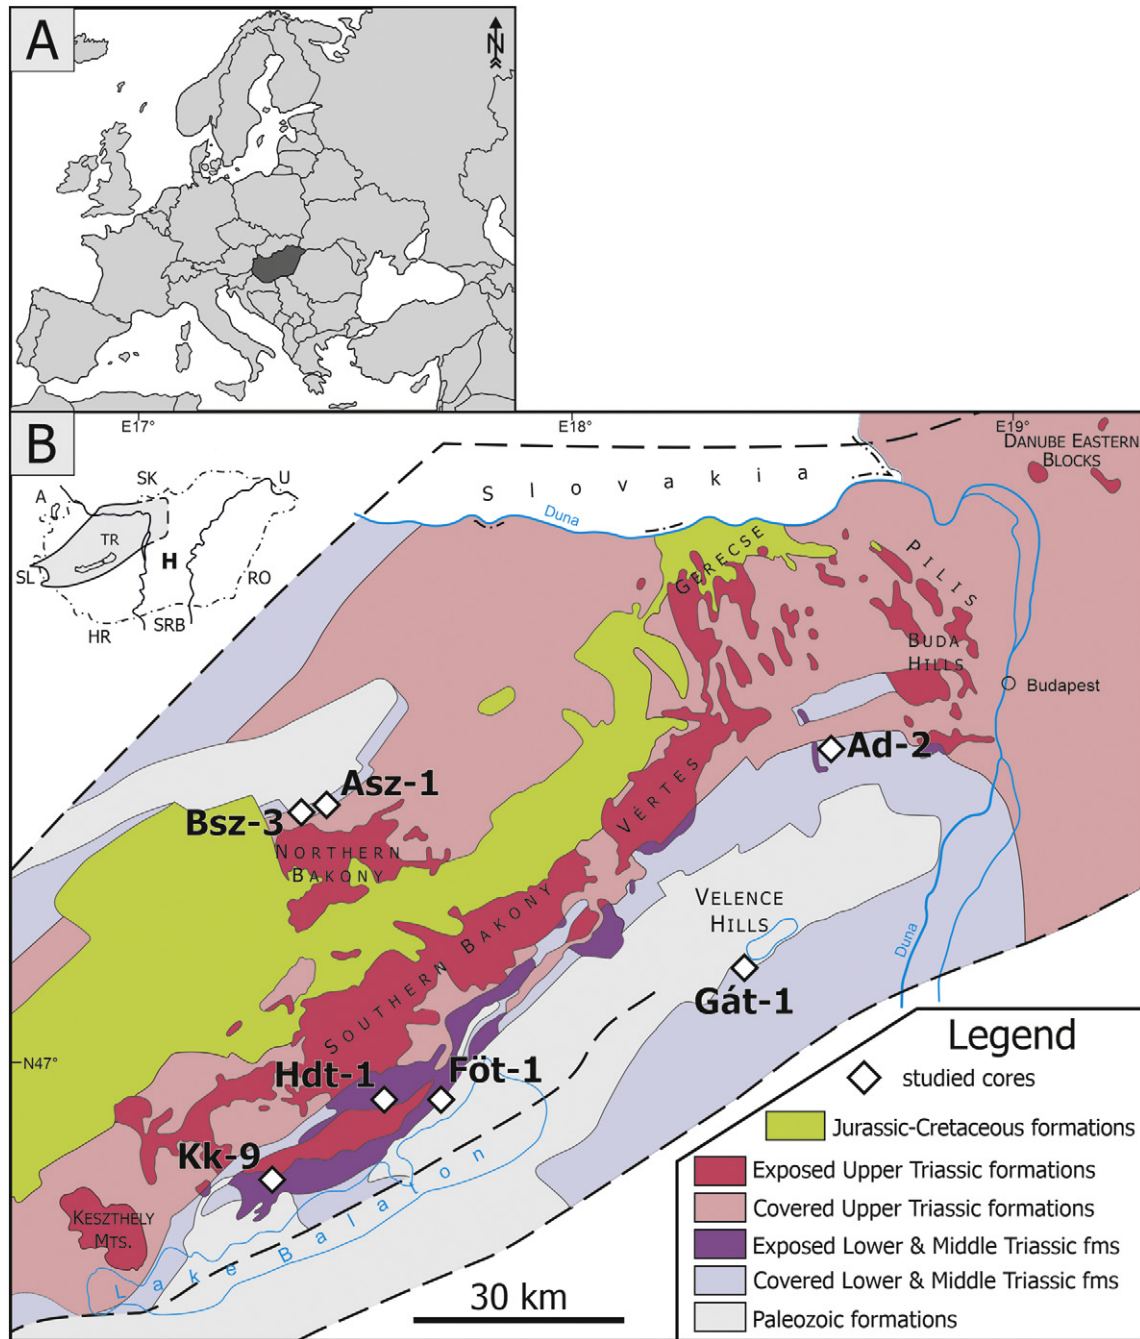 A
N
B
E17°
E18°
E19°
DANUBE EASTERN
BLOCKS
Slovakia
Duna
SK
U
A
TR
H
SL
RO
HR
SRB
GERECSE
PILIS
BUDA
HILLS
Budapest
Ad-2
Asz-1
Bsz-3
VÉRTES
NORTHERN
BAKONY
VELENCE
HILLS
Duna
SOUTHERN BAKONY
Gát-1
N47°
Hdt-1
Föt-1
Kk-9
KESZTHELY
MTS.
Lake Balaton
30 km
Legend
studied cores
Jurassic-Cretaceous formations
Exposed Upper Triassic formations
Covered Upper Triassic formations
Exposed Lower & Middle Triassic fms
Covered Lower & Middle Triassic fms
Paleozoic formations